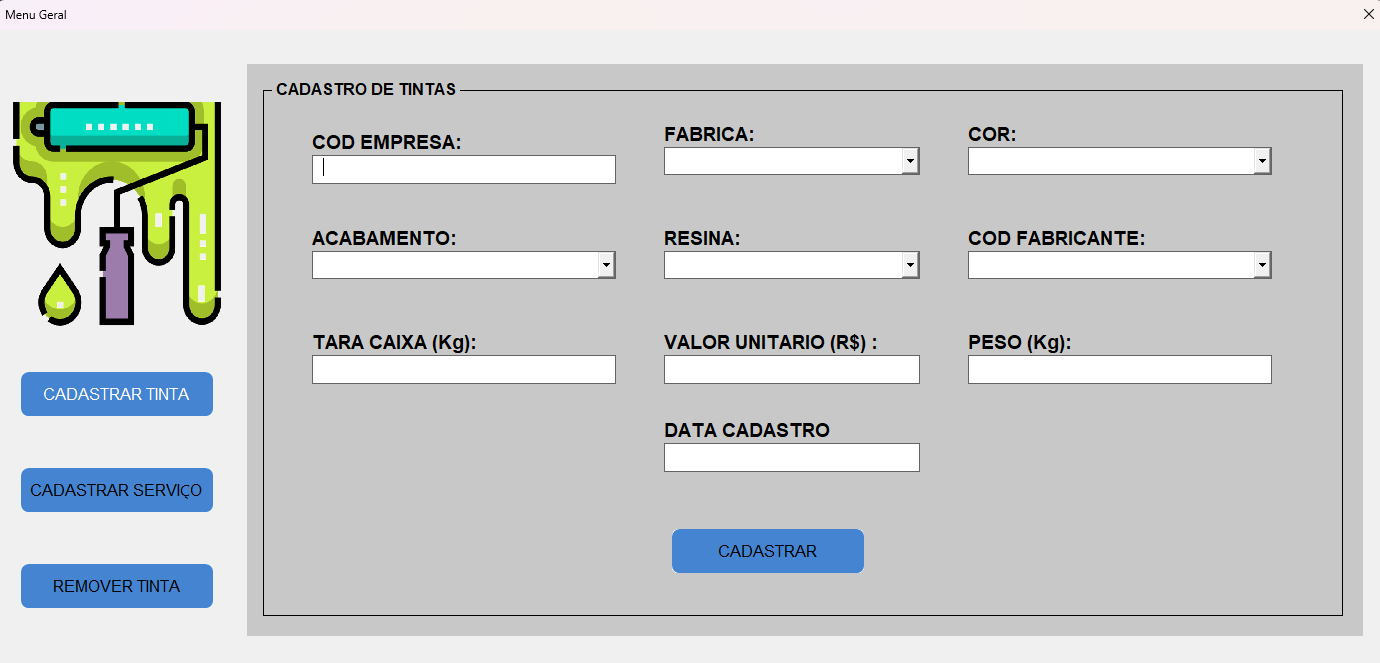 Menu Geral
CADASTRO DE TINTAS
COD EMPRESA:
FABRICA:
COR:
ACABAMENTO:
RESINA:
COD FABRICANTE:
TARA CAIXA (Kg):
VALOR UNITARIO (R$) :
PESO (Kg):
DATA CADASTRO
CADASTRAR
CADASTRAR TINTA
CADASTRAR SERVIÇO
REMOVER TINTA